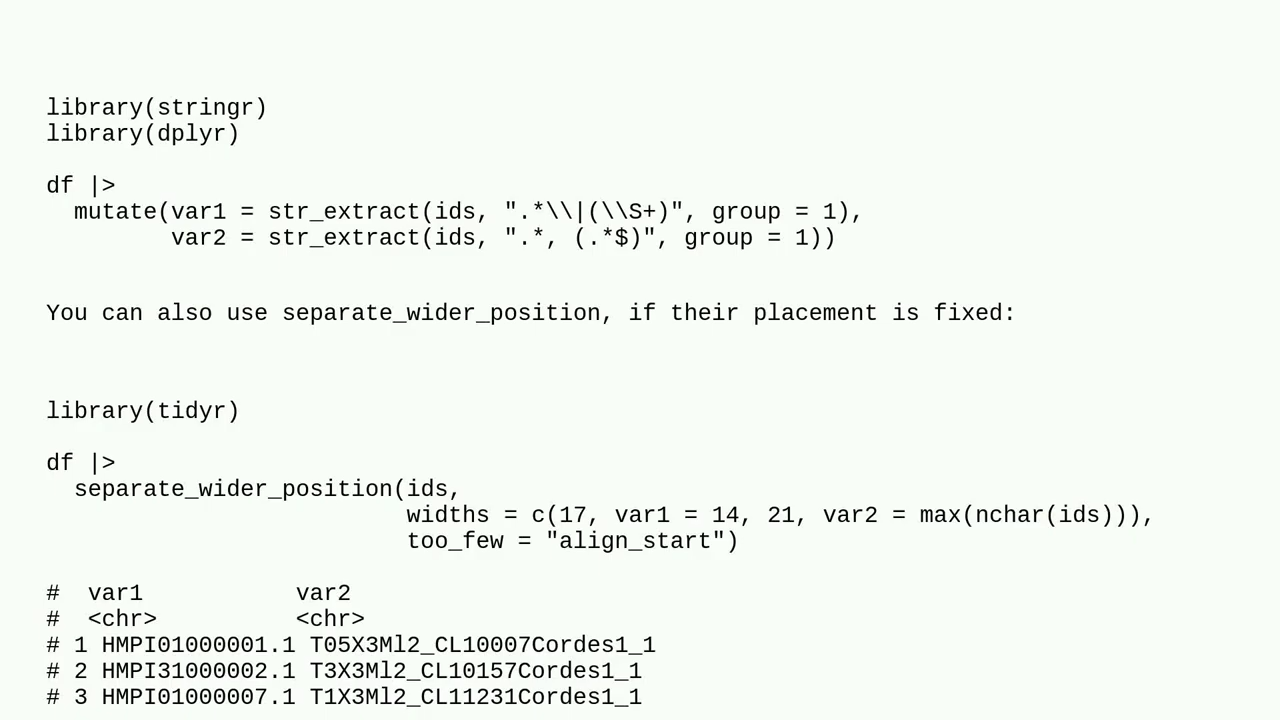 library(stringr)
library(dplyr)
df |>
  mutate(var1 = str_extract(ids, ".*\\|(\\S+)", group = 1),
         var2 = str_extract(ids, ".*, (.*$)", group = 1))
You can also use separate_wider_position, if their placement is fixed:
library(tidyr)
df |>
  separate_wider_position(ids,
                          widths = c(17, var1 = 14, 21, var2 = max(nchar(ids))),
                          too_few = "align_start")
#  var1           var2
#  <chr>          <chr>
# 1 HMPI01000001.1 T05X3Ml2_CL10007Cordes1_1
# 2 HMPI31000002.1 T3X3Ml2_CL10157Cordes1_1
# 3 HMPI01000007.1 T1X3Ml2_CL11231Cordes1_1